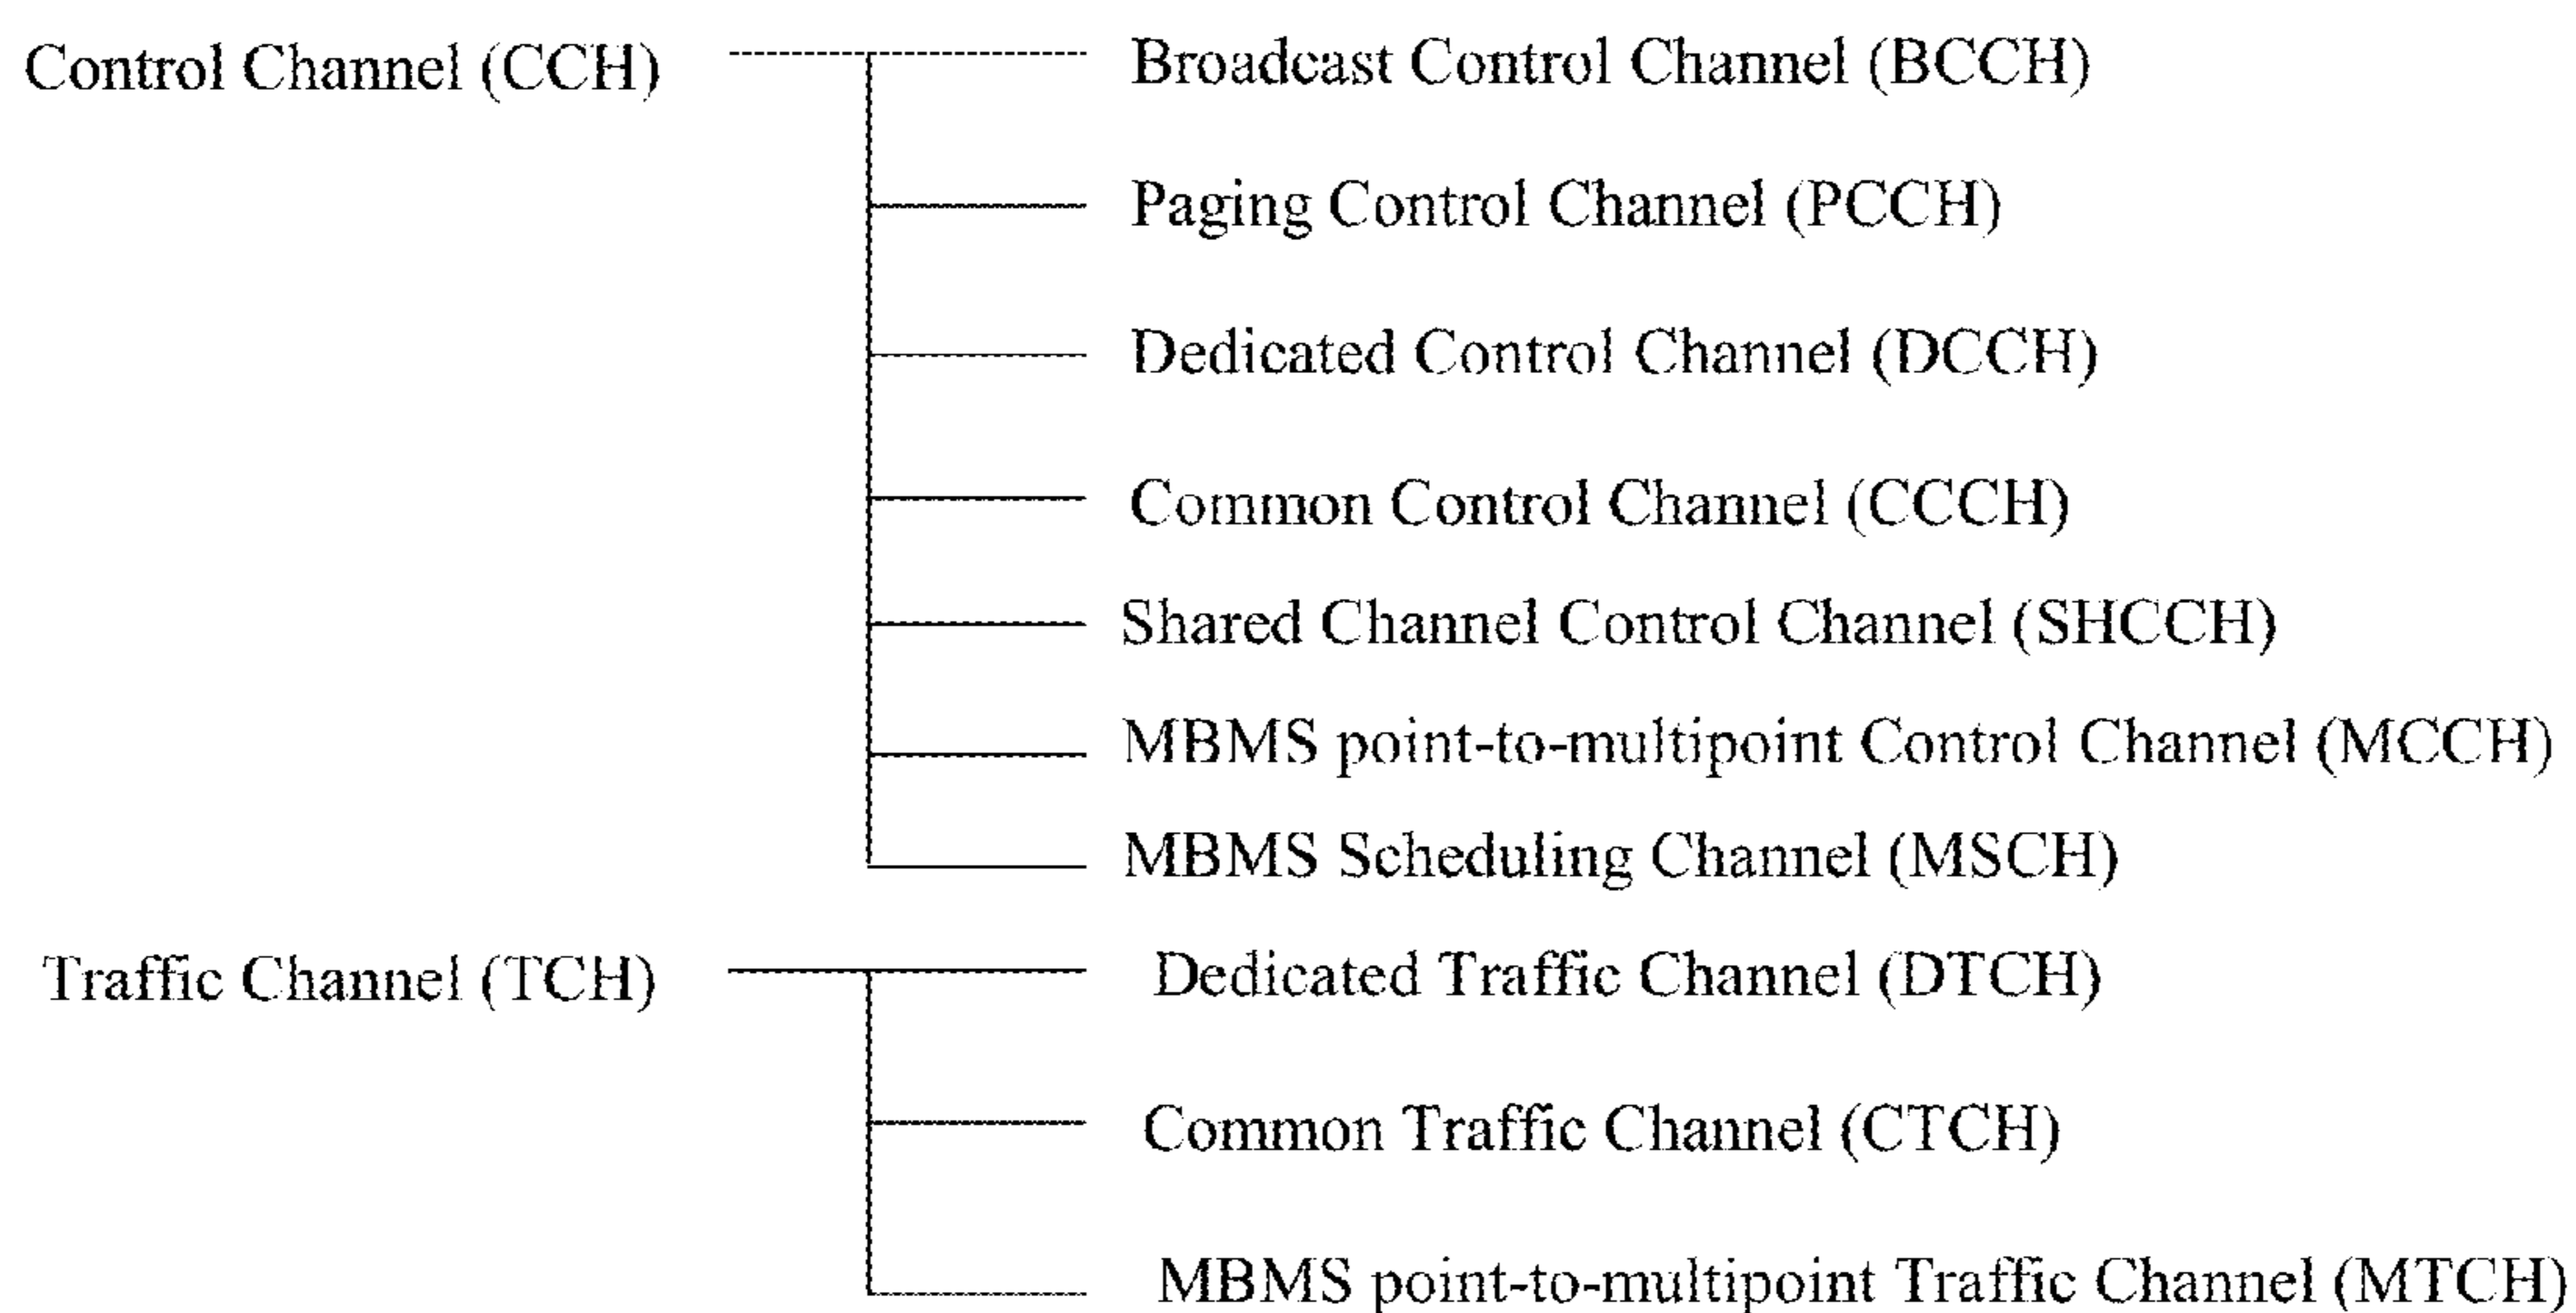 Control Channel (CCH)
Broadcast Control Channel (BCCH)
Paging Control Channel (PCCH)
Dedicated Control Channel (DCCH)
Common Control Channel (CCCH)
Shared Channel Control Channel (SHCCH)
MBMS point-to-multipoint Control Channel (MCCH)
MBMS Scheduling Channel (MSCH)
Traffic Channel (TCH)
Dedicated Traffic Channel (DTCH)
Common Traffic Channel (CTCH)
MBMS point-to-multipoint Traffic Channel (MTCH)